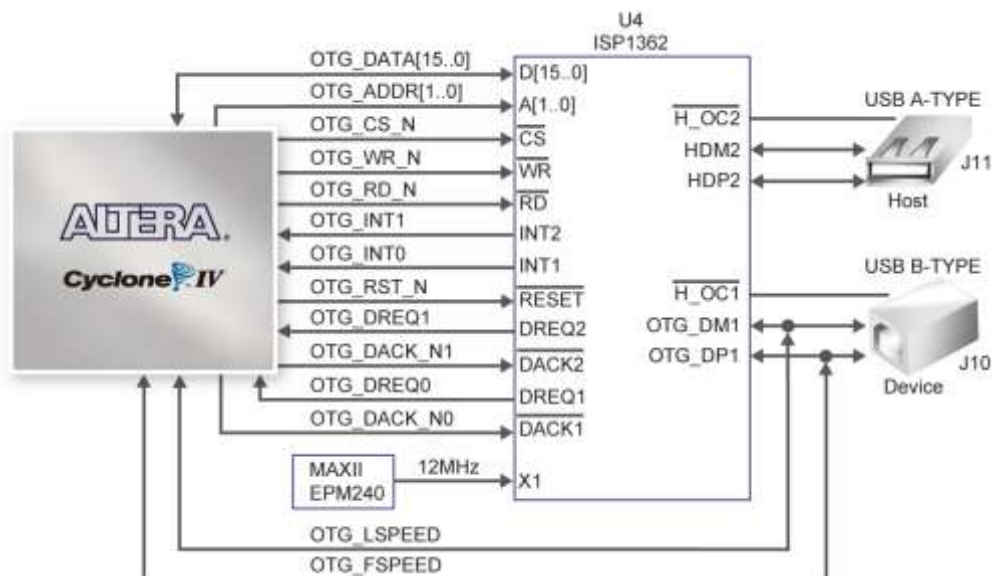 U4
ISP1362
OTG_DATA[15..0]
D[15..0]
OTG_ADDR[1..0]
A[1..0]
USB A-TYPE
OTG_CS_N
CS
H_OC2
OTG_WR_N
WR
HDM2
J11
OTG_RD_N
RD
HDP2
Host
ALTERA.
OTG_INT1
INT2
Cyclone IV
OTG_INT0
INT1
USB B-TYPE
OTG_RST_N
RESET
H_OC1
OTG_DREQ1
DREQ2
OTG_DM1
OTG_DACK_N1
DACK2
OTG_DP1
J10
OTG_DREQ0
DREQ1
Device
OTG_DACK_N0
DACK1
MAXII
EPM240
12MHz
X1
OTG_LSPEED
OTG_FSPEED